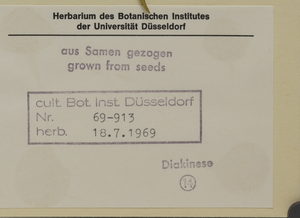 Herbarium des Botanischen Institutes
der Universität Düsseldorf
aus Samen gezogen
grown from seeds
cult. Bot. Inst. Düsseldorf
Nr. 69-913
herb. 18.7.1969
Diakinese